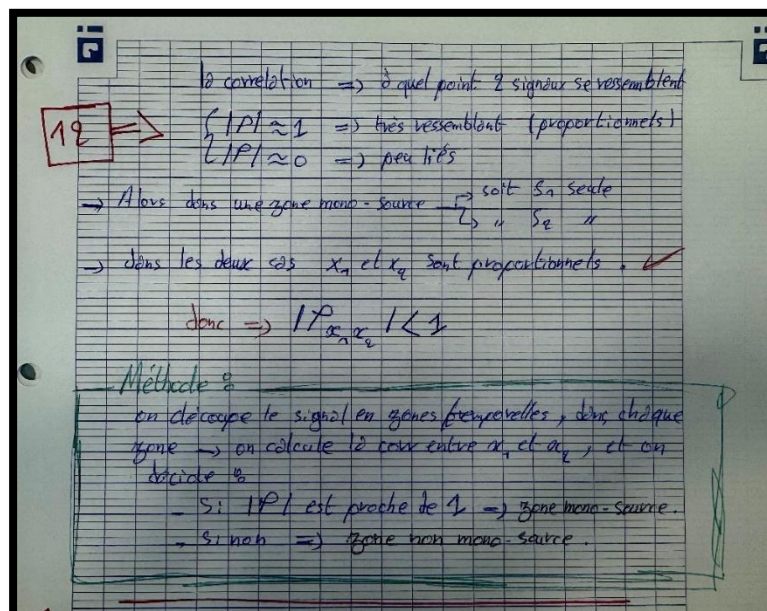 la correlation => à quel point 2 signaux se ressemblent
12 => { |ρ| ≈ 1 => très ressemblant (proportionnels)
|ρ| ≈ 0 => peu liés
→ Alors dans une zone mono-source → soit S1 seule
→ " S2 "
→ dans les deux cas x1 et x2 sont proportionnels. ✓
donc => |ρx1x2| < 1
Méthode :
on découpe le signal en zones temporelles, dans chaque
zone → on calcule la corr entre x1 et x2, et on
décide :
- Si |ρ| est proche de 1 => zone mono-source.
- Sinon => zone non mono-source.